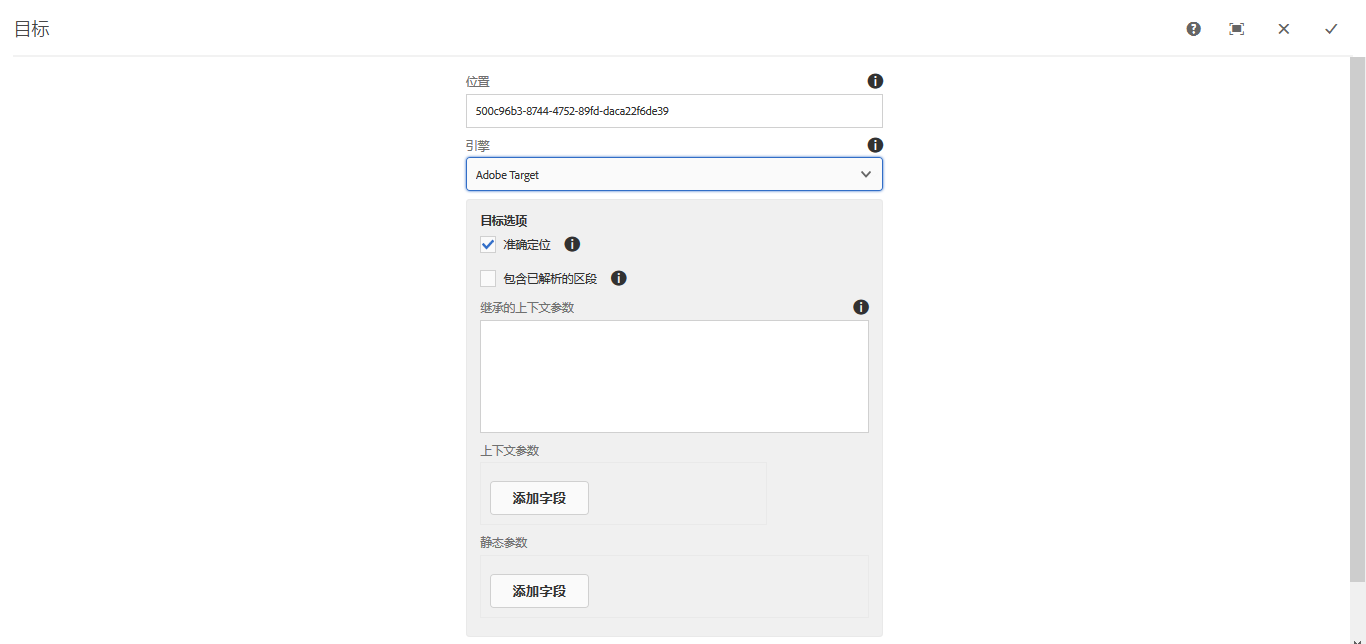 目标
位置
500c96b3-8744-4752-89fd-daca22f6de39
引擎
Adobe Target
目标选项
准确定位
包含已解析的区段
继承的上下文参数
上下文参数
添加字段
静态参数
添加字段